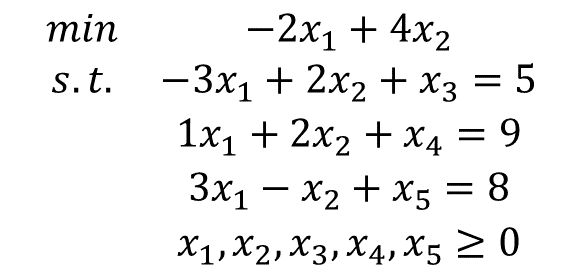 min −2x₁ + 4x₂
s.t. −3x₁ + 2x₂ + x₃ = 5
1x₁ + 2x₂ + x₄ = 9
3x₁ − x₂ + x₅ = 8
x₁, x₂, x₃, x₄, x₅ ≥ 0